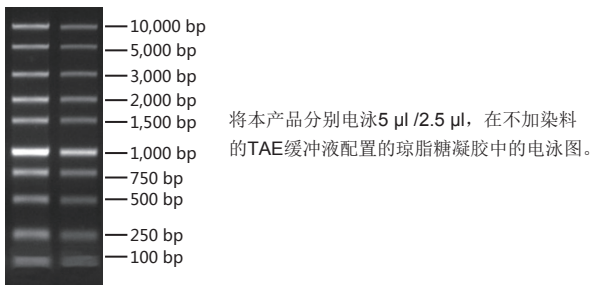 10,000 bp
5,000 bp
3,000 bp
2,000 bp
1,500 bp
1,000 bp
750 bp
500 bp
250 bp
100 bp
将本产品分别电泳5 µl /2.5 µl，在不加染料
的TAE缓冲液配置的琼脂糖凝胶中的电泳图。